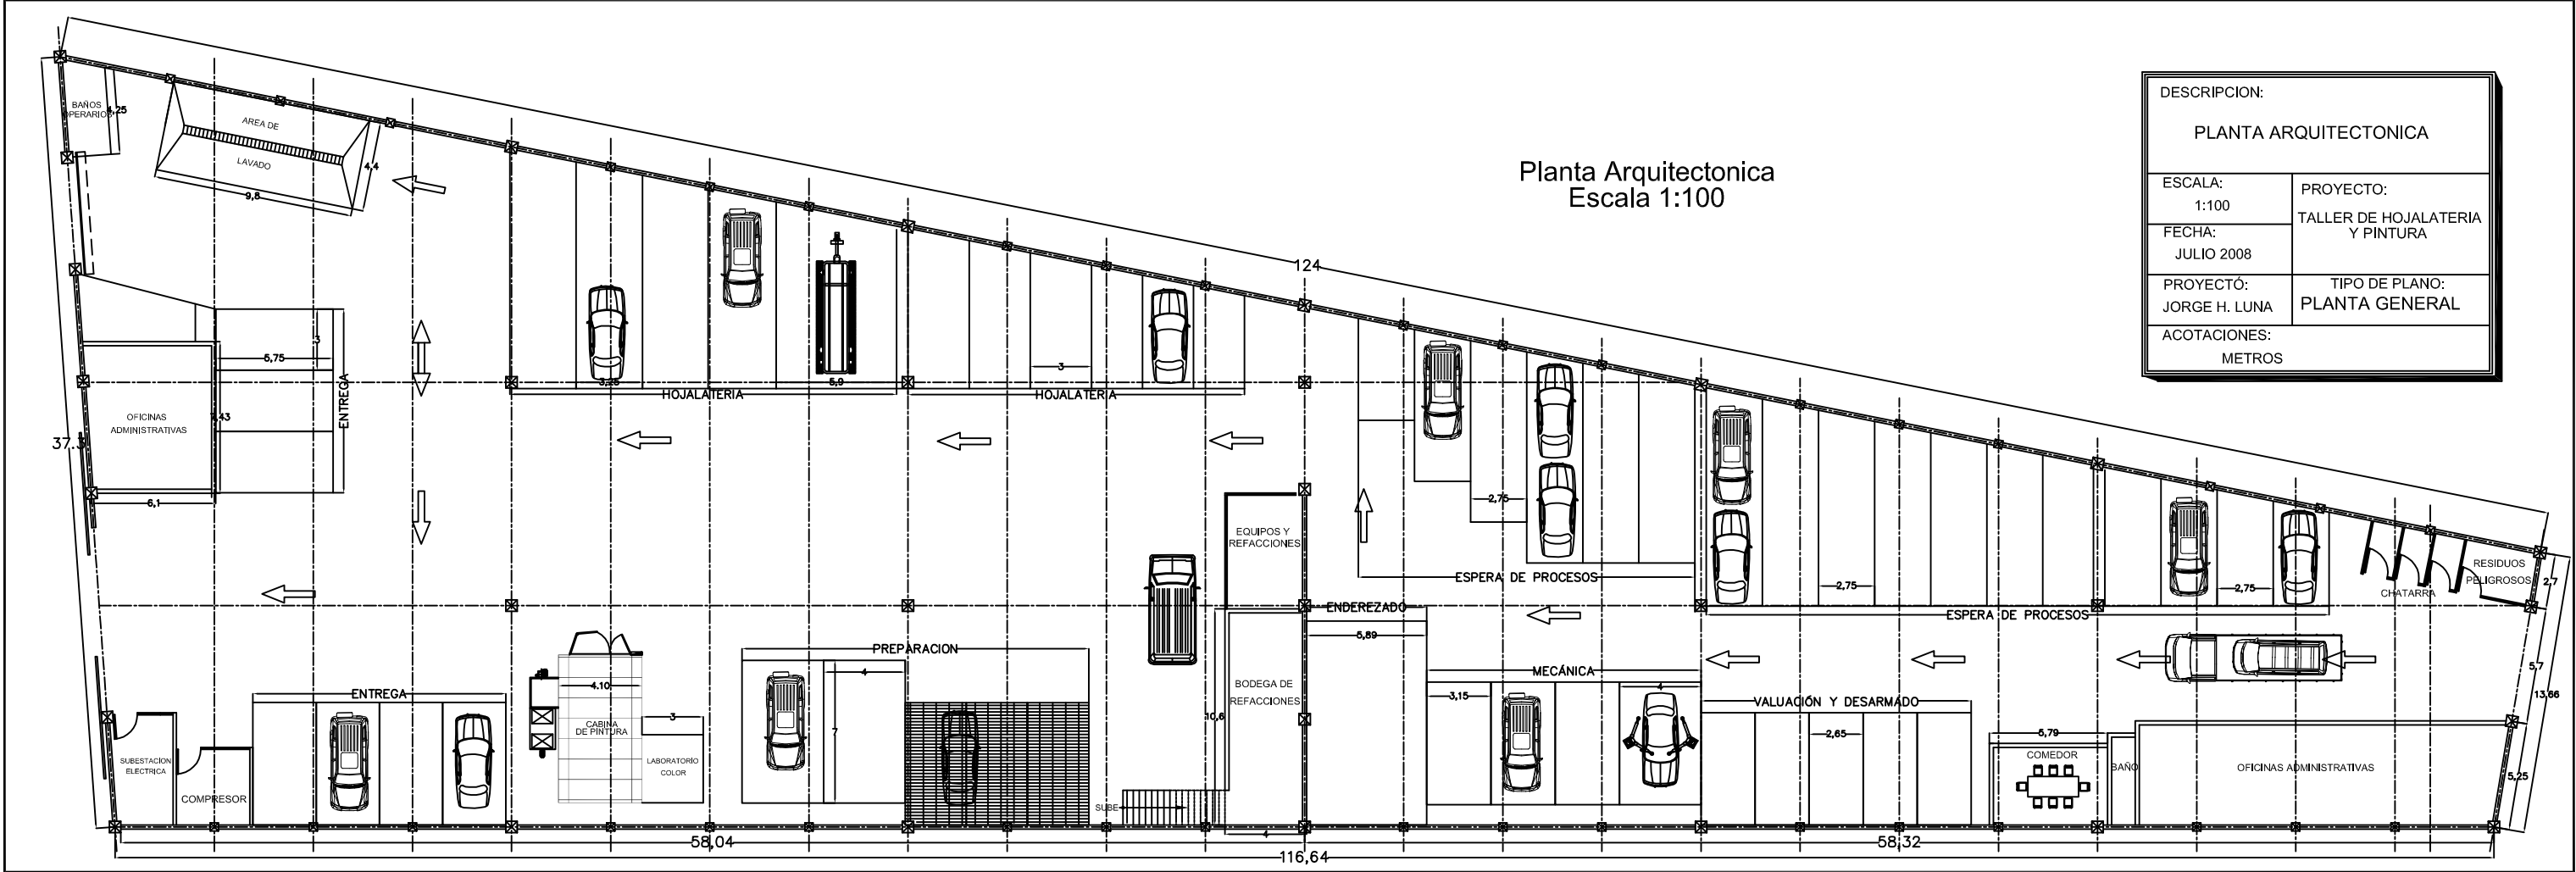 Planta Arquitectonica
Escala 1:100
DESCRIPCION:
PLANTA ARQUITECTONICA
ESCALA:
1:100
PROYECTO:
TALLER DE HOJALATERIA
Y PINTURA
FECHA:
JULIO 2008
PROYECTÓ:
JORGE H. LUNA
TIPO DE PLANO:
PLANTA GENERAL
ACOTACIONES:
METROS
BAÑOS
OPERARIOS
4,25
AREA DE
LAVADO
4,4
9,8
124
37.3
3
5,75
ENTREGA
OFICINAS
ADMINISTRATIVAS
7,43
6,1
3,25
5,9
HOJALATERIA
3
HOJALATERIA
2,75
ESPERA DE PROCESOS
2,75
2,75
ESPERA DE PROCESOS
RESIDUOS
PELIGROSOS
2,7
CHATARRA
EQUIPOS Y
REFACCIONES
ENDEREZADO
5,89
MECÁNICA
3,15
4
VALUACIÓN Y DESARMADO
2,65
5,7
13,66
5,79
COMEDOR
BAÑO
OFICINAS ADMINISTRATIVAS
5,25
PREPARACION
4
7
BODEGA DE
REFACCIONES
10,6
SUBE
4
ENTREGA
4.10
CABINA
DE PINTURA
3
LABORATORIO
COLOR
SUBESTACION
ELECTRICA
COMPRESOR
58,04
58,32
116,64